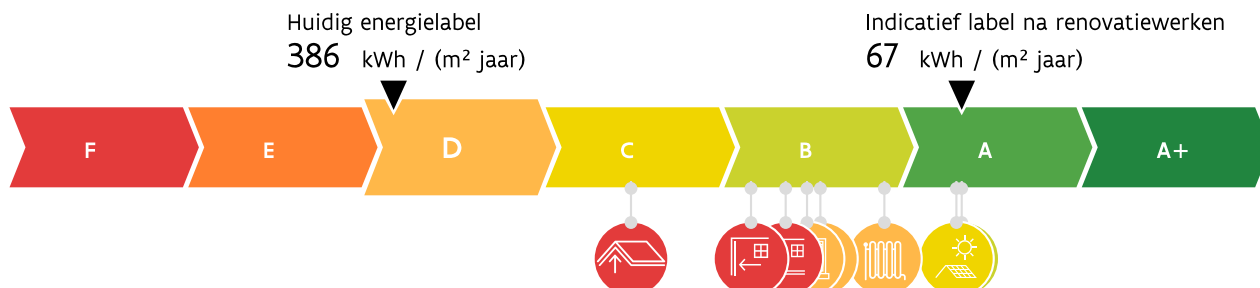 Huidig energielabel
386 kWh / (m² jaar)
Indicatief label na renovatiewerken
67 kWh / (m² jaar)
F E D C B A A+